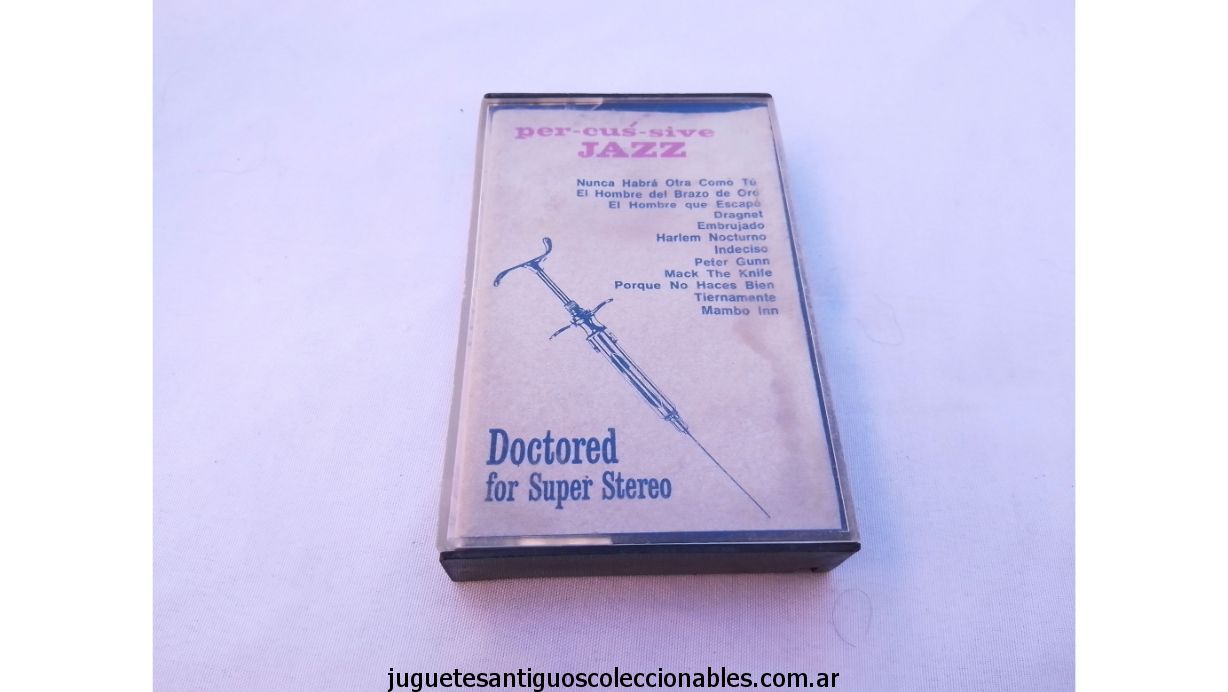 per-cuś-sive
JAZZ
Nunca Habrá Otra Como Tú
El Hombre del Brazo de Oro
El Hombre que Escapó
Dragnet
Embrujado
Harlem Nocturno
Indeciso
Peter Gunn
Mack The Knife
Porque No Haces Bien
Tiernamente
Mambo Inn
Doctored
for Super Stereo
juguetesantiguoscoleccionables.com.ar